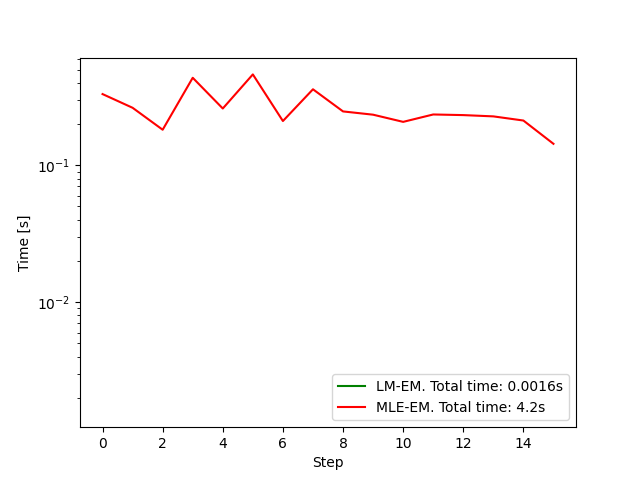 10⁻¹
10⁻²
Time [s]
0 2 4 6 8 10 12 14
Step
LM-EM. Total time: 0.0016s
MLE-EM. Total time: 4.2s